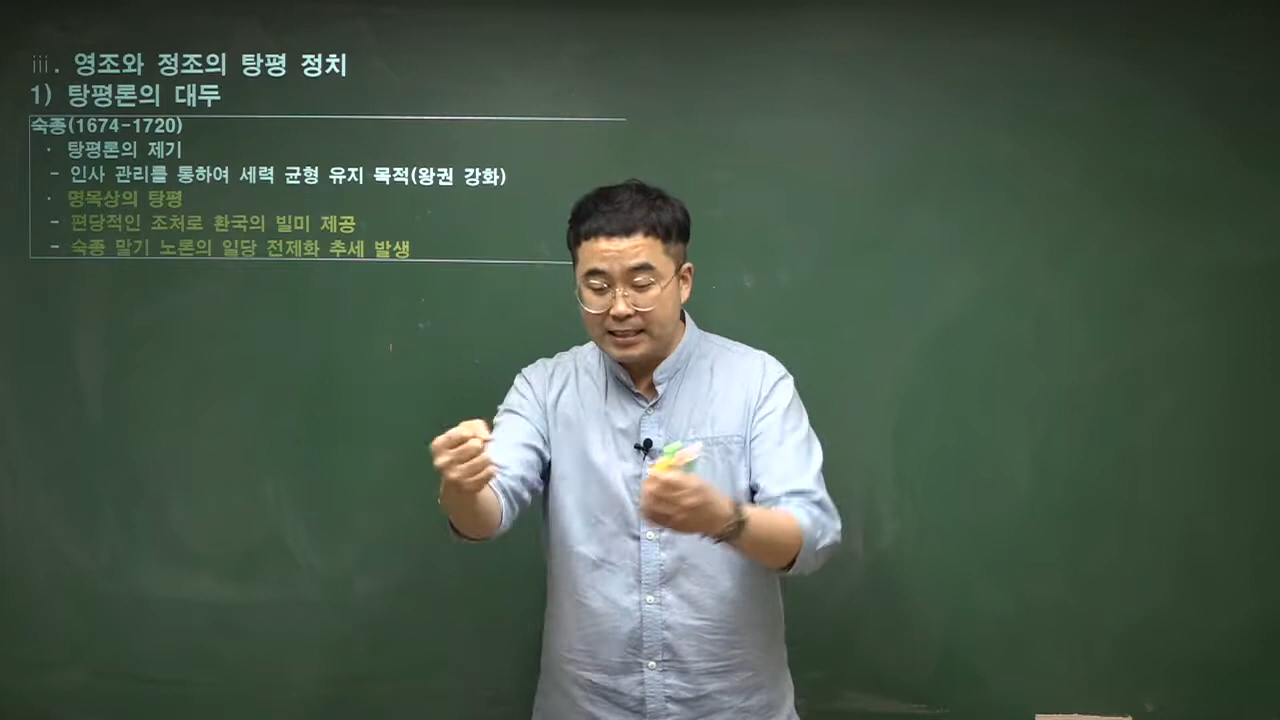 ⅲ. 영조와 정조의 탕평 정치
1) 탕평론의 대두
숙종(1674-1720)
· 탕평론의 제기
- 인사 관리를 통하여 세력 균형 유지 목적(왕권 강화)
· 명목상의 탕평
- 편당적인 조처로 환국의 빌미 제공
- 숙종 말기 노론의 일당 전제화 추세 발생